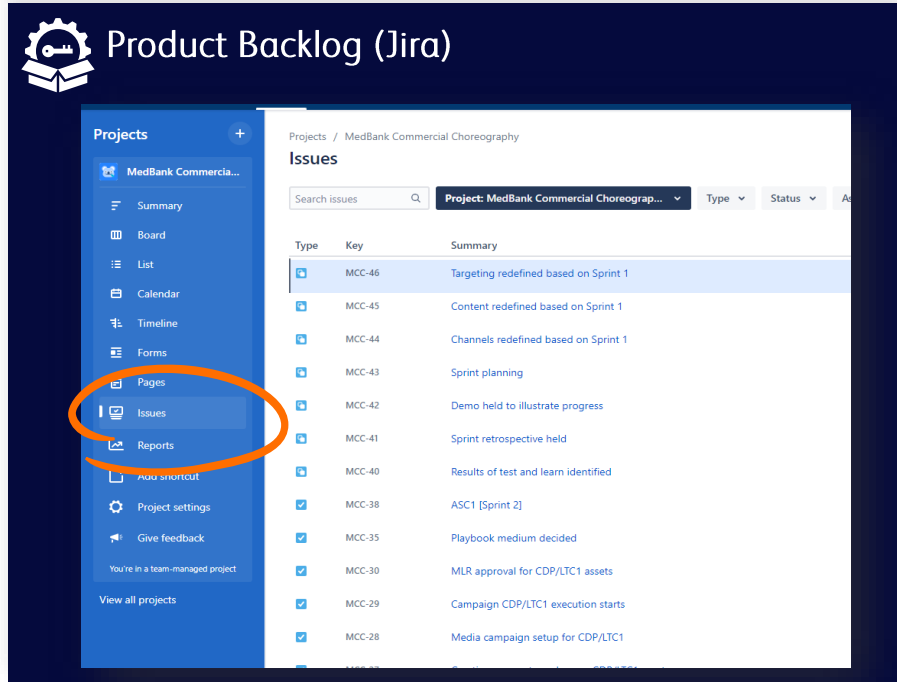 Product Backlog (Jira)
Projects +
MedBank Commercia...
Summary
Board
List
Calendar
Timeline
Forms
Pages
Issues
Reports
Add shortcut
Project settings
Give feedback
You're in a team-managed project
View all projects
Projects / MedBank Commercial Choreography
Issues
Search issues Project: MedBank Commercial Choreograp... Type Status
Type Key Summary
MCC-46 Targeting redefined based on Sprint 1
MCC-45 Content redefined based on Sprint 1
MCC-44 Channels redefined based on Sprint 1
MCC-43 Sprint planning
MCC-42 Demo held to illustrate progress
MCC-41 Sprint retrospective held
MCC-40 Results of test and learn identified
MCC-38 ASC1 [Sprint 2]
MCC-35 Playbook medium decided
MCC-30 MLR approval for CDP/LTC1 assets
MCC-29 Campaign CDP/LTC1 execution starts
MCC-28 Media campaign setup for CDP/LTC1